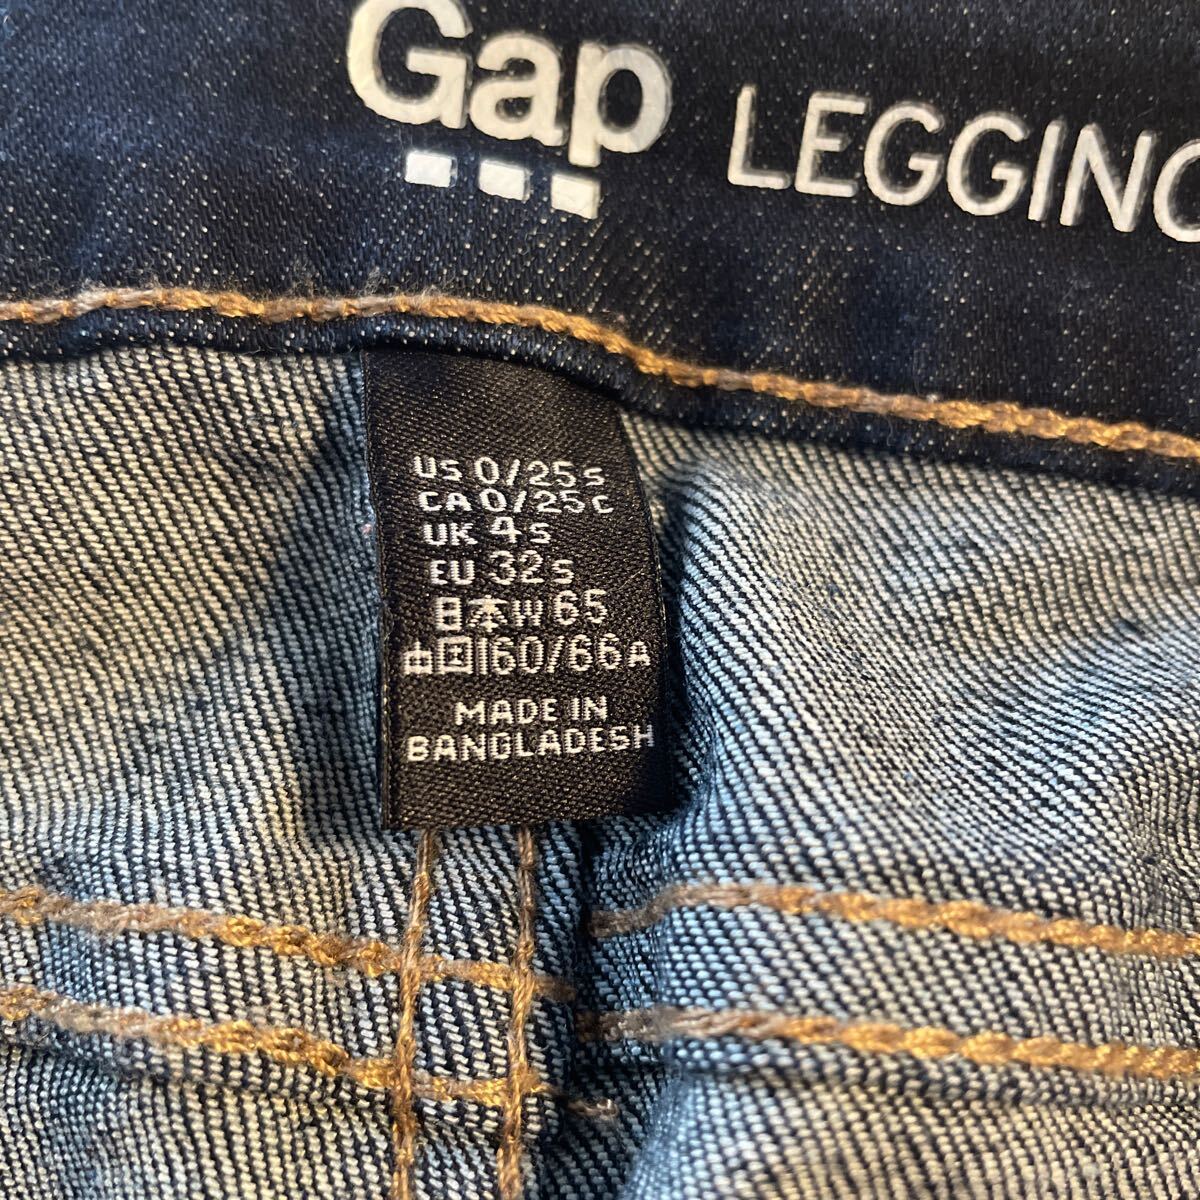 Gap LEGGING
US 0/25s
CA 0/25c
UK 4s
EU 32s
日本W65
中国160/66A
MADE IN
BANGLADESH